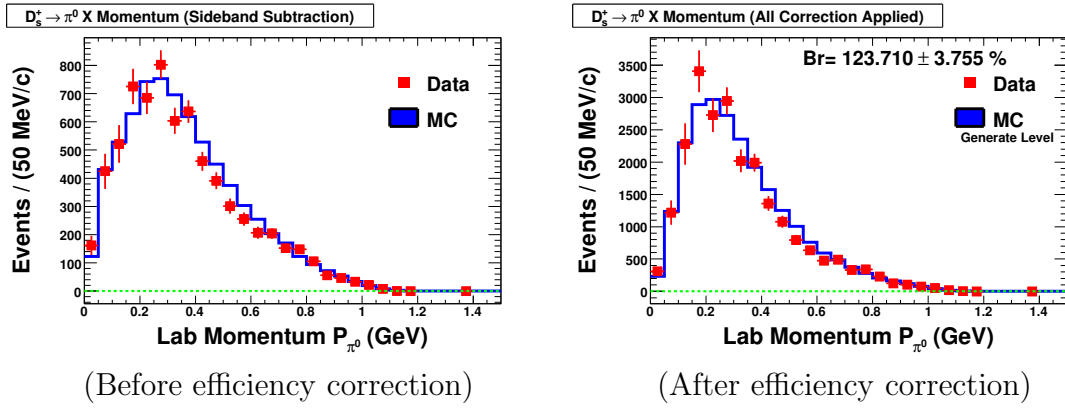 D_s^+ → π^0 X Momentum (Sideband Subtraction)
Events / (50 MeV/c)
800
700
600
500
400
300
200
100
0
Data
MC
0 0.2 0.4 0.6 0.8 1 1.2 1.4
Lab Momentum P_π^0 (GeV)
(Before efficiency correction)
D_s^+ → π^0 X Momentum (All Correction Applied)
Events / (50 MeV/c)
3500
3000
2500
2000
1500
1000
500
0
Br= 123.710 ± 3.755 %
Data
MC
Generate Level
0 0.2 0.4 0.6 0.8 1 1.2 1.4
Lab Momentum P_π^0 (GeV)
(After efficiency correction)